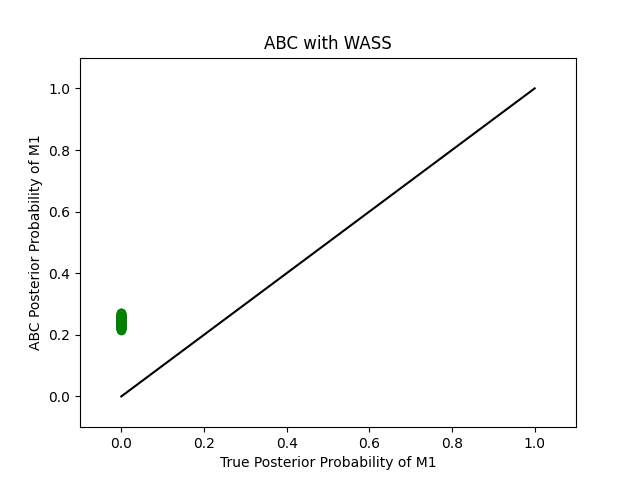 ABC with WASS
ABC Posterior Probability of M1
1.0
0.8
0.6
0.4
0.2
0.0
0.0 0.2 0.4 0.6 0.8 1.0
True Posterior Probability of M1